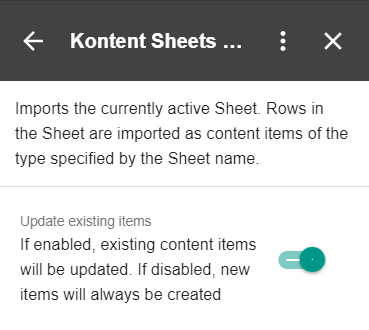 Kontent Sheets ...
Imports the currently active Sheet. Rows in
the Sheet are imported as content items of the
type specified by the Sheet name.
Update existing items
If enabled, existing content items
will be updated. If disabled, new
items will always be created